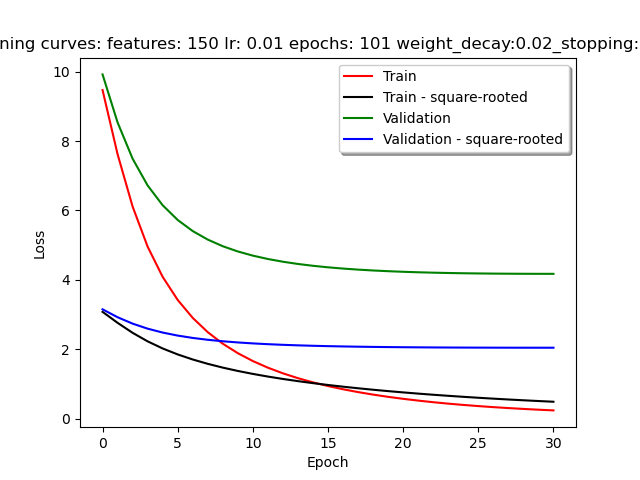 ning curves: features: 150 lr: 0.01 epochs: 101 weight_decay:0.02_stopping:
10
8
6
4
2
0
Loss
Train
Train - square-rooted
Validation
Validation - square-rooted
0 5 10 15 20 25 30
Epoch